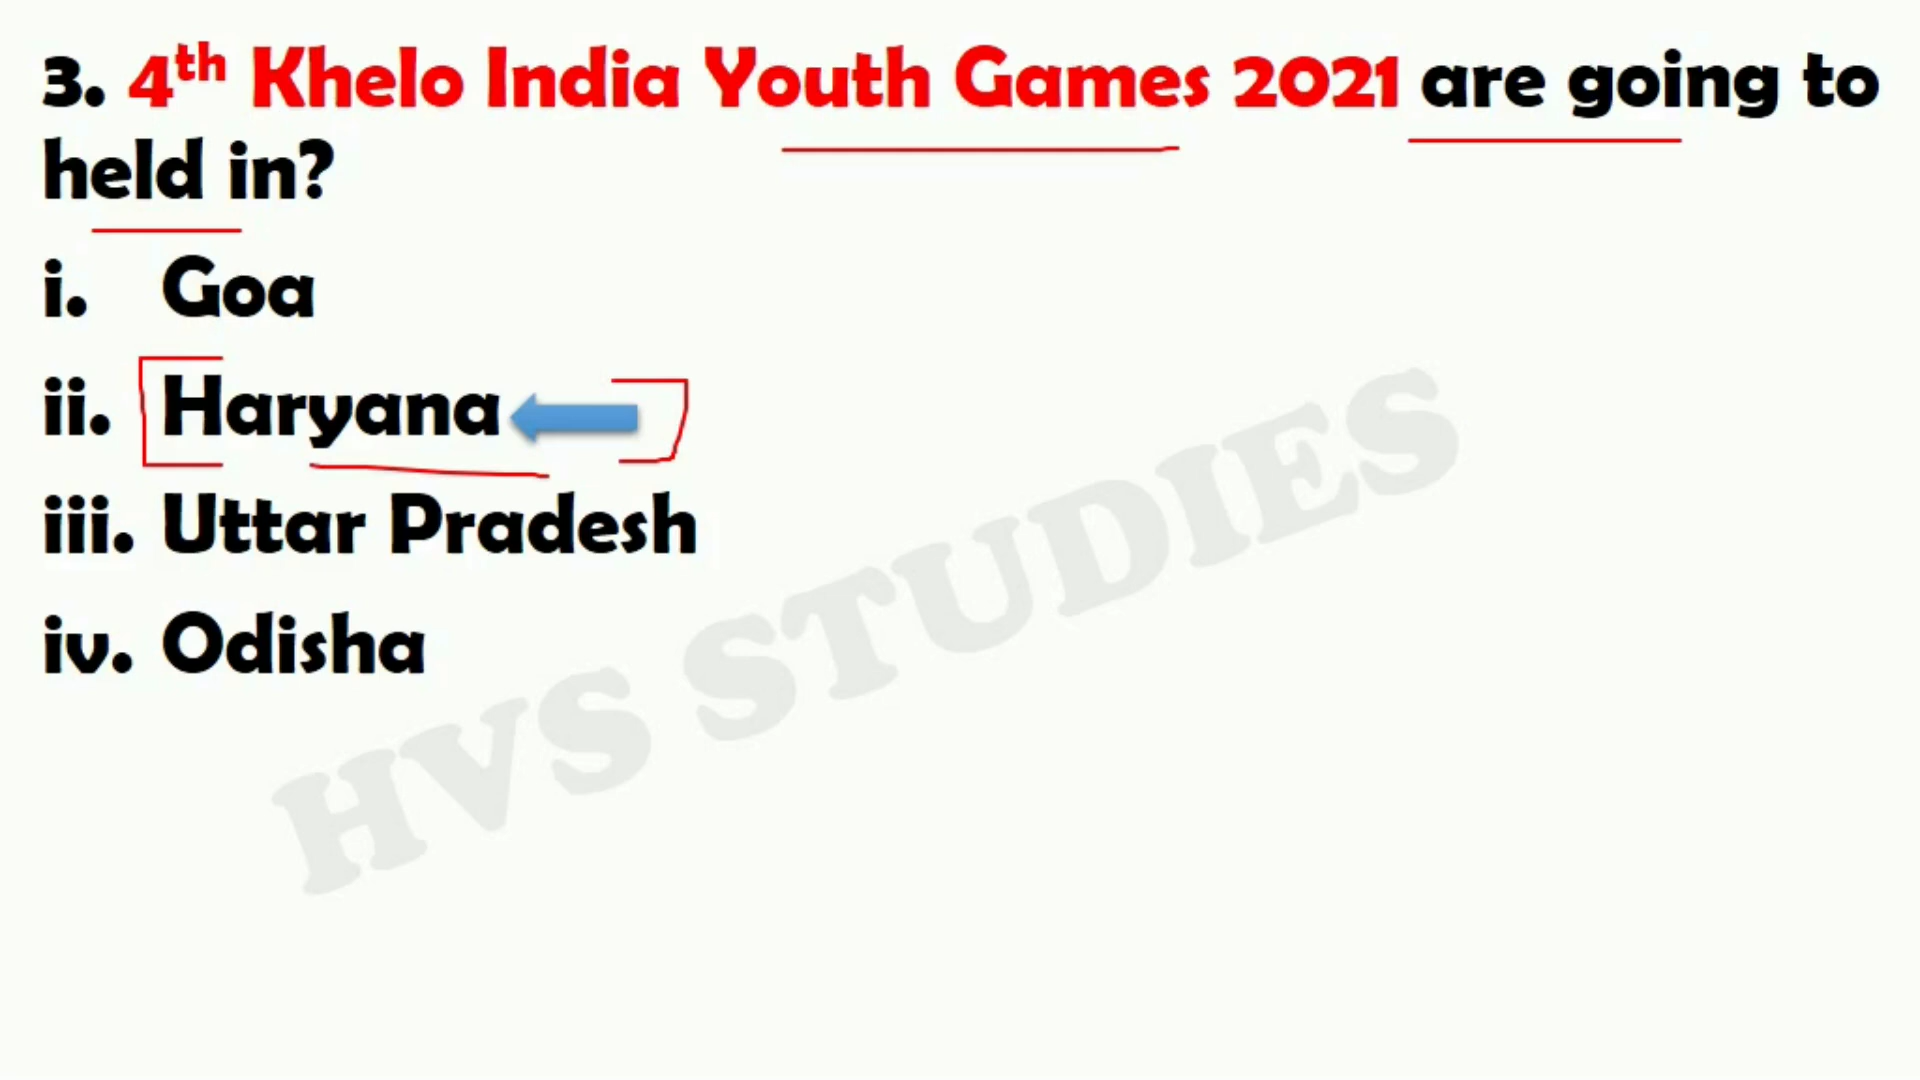 3. 4th Khelo India Youth Games 2021 are going to
held in?
i. Goa
ii. Haryana
iii. Uttar Pradesh
iv. Odisha
HVS STUDIES